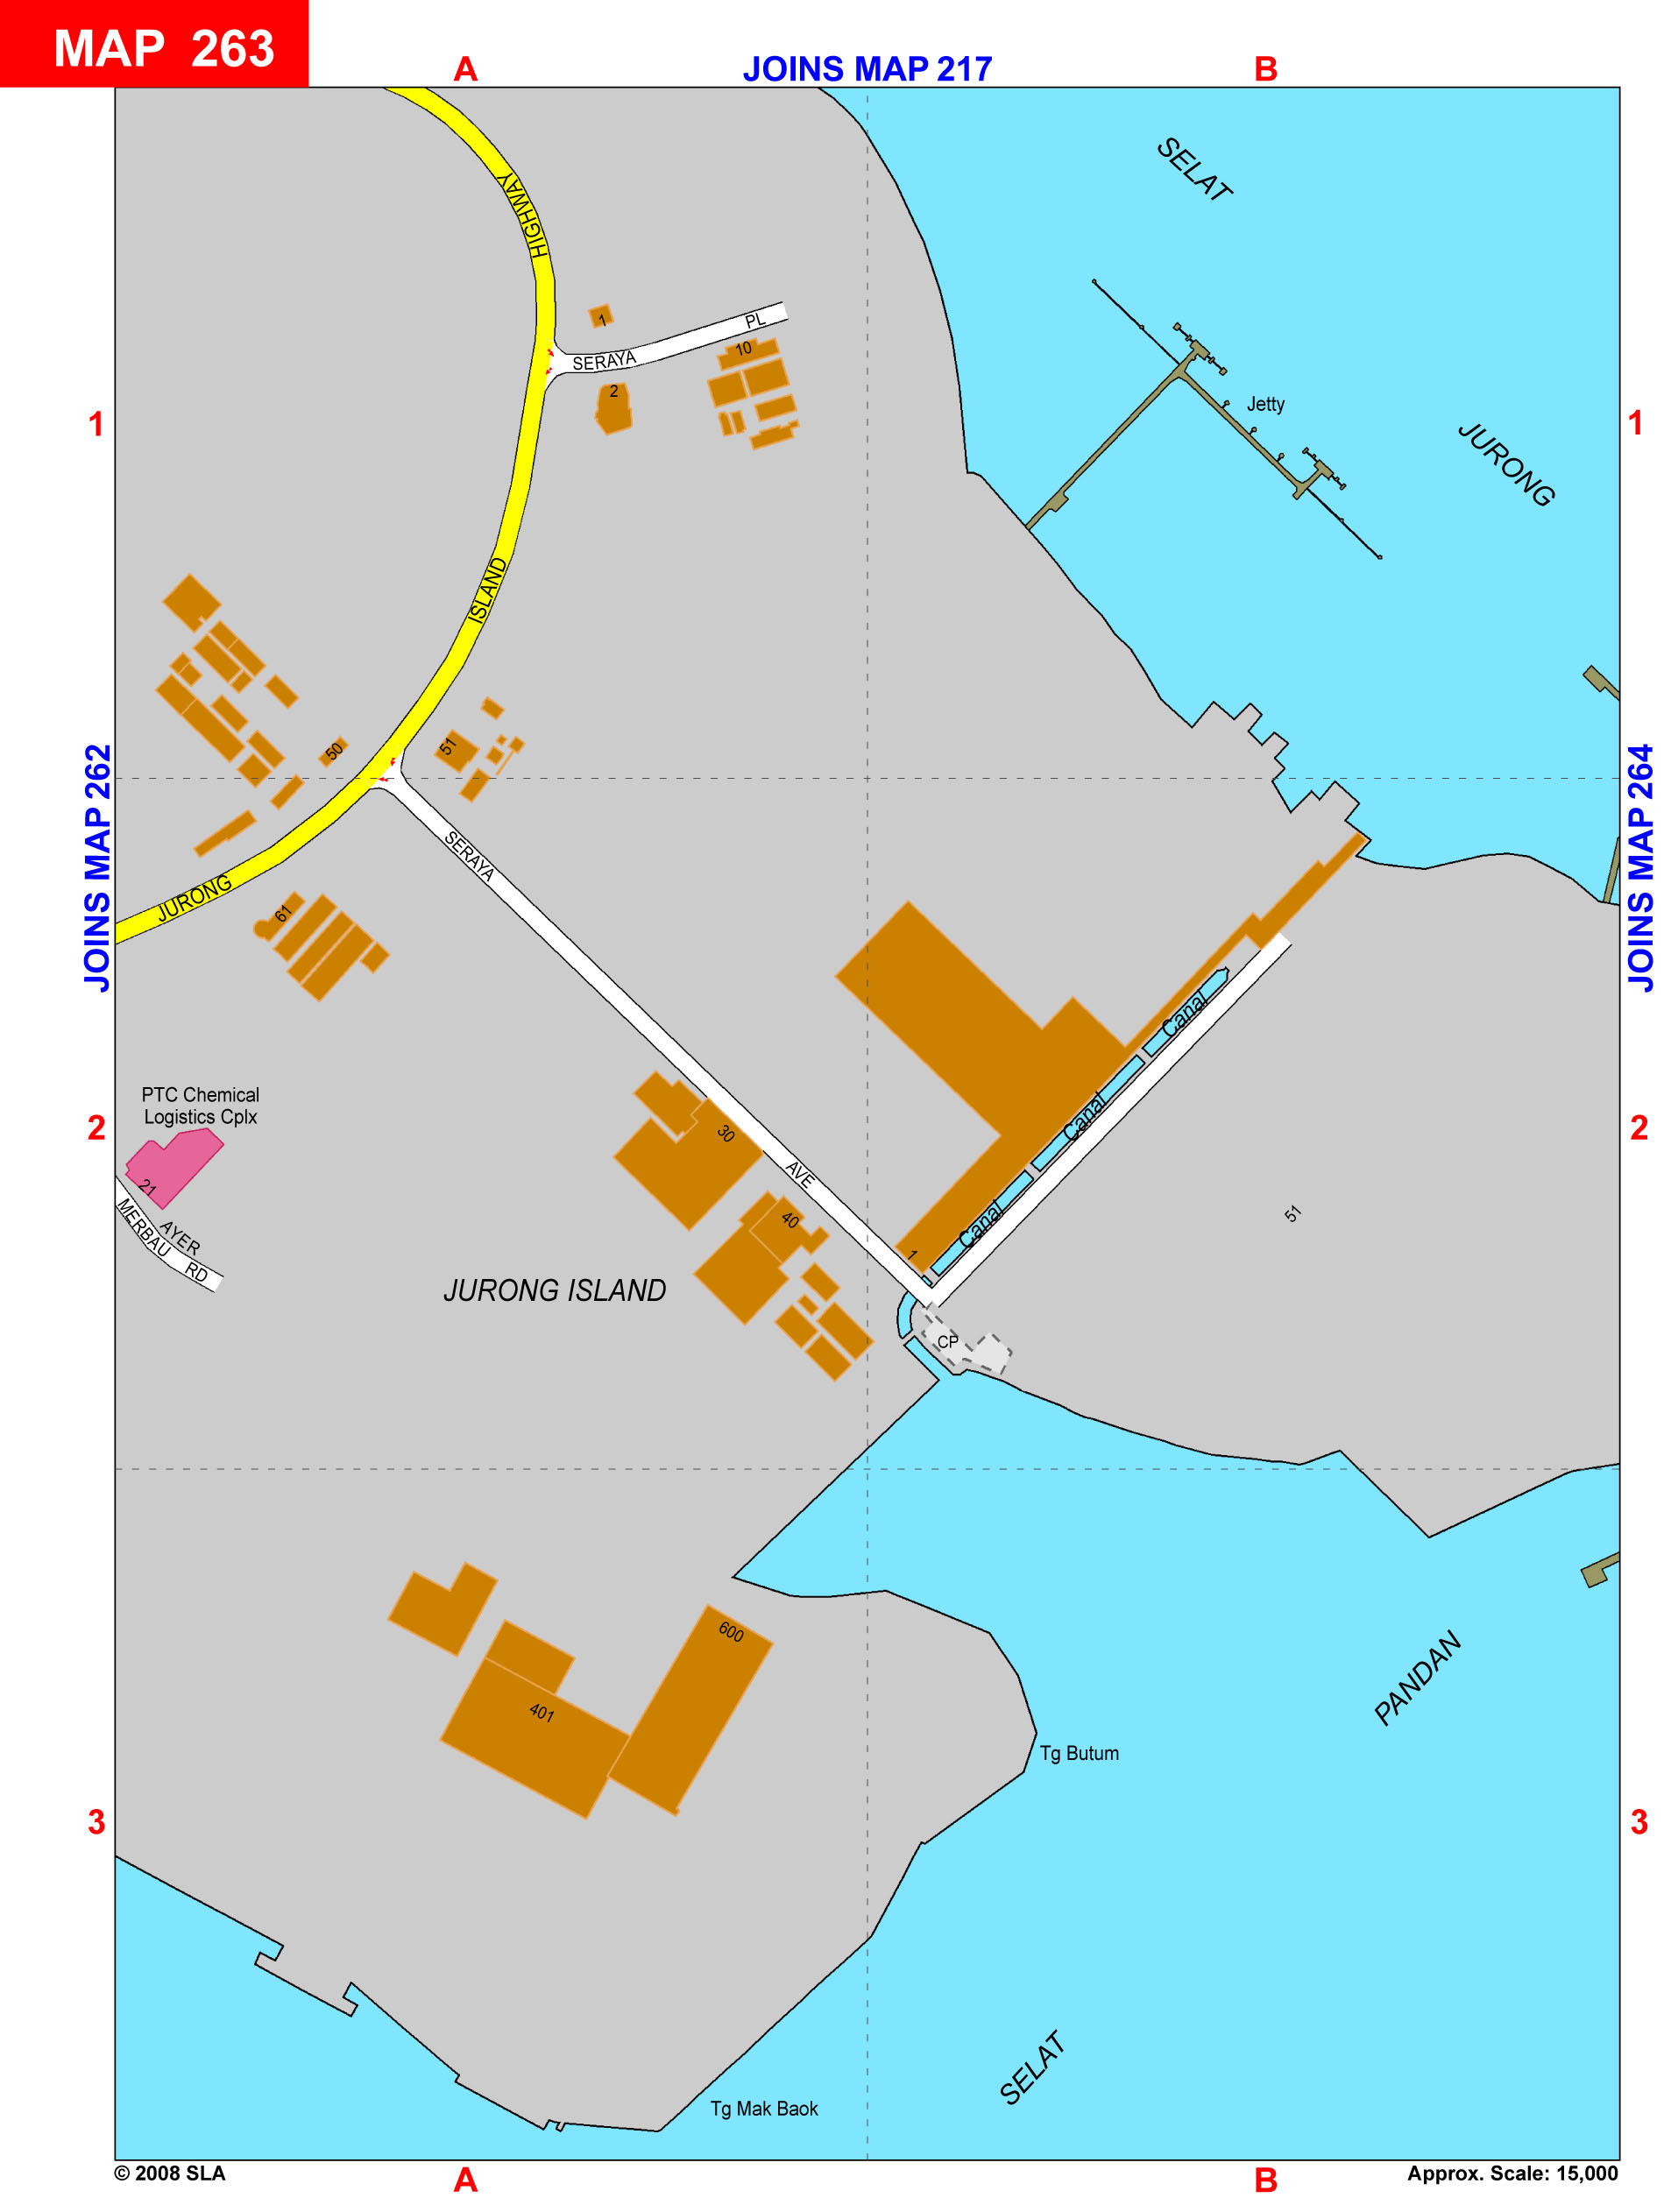 MAP 263
A
JOINS MAP 217
B
SELAT
HIGHWAY
1
SERAYA PL
10
2
Jetty
1
1
JURONG
ISLAND
50
51
JOINS MAP 262
JOINS MAP 264
SERAYA
JURONG
61
Canal
PTC Chemical
Logistics Cplx
2
2
30
Canal
AVE
21
AYER
MERBAU RD
40
51
Canal
1
JURONG ISLAND
CP
600
PANDAN
401
Tg Butum
3
3
SELAT
Tg Mak Baok
© 2008 SLA
A
B
Approx. Scale: 15,000